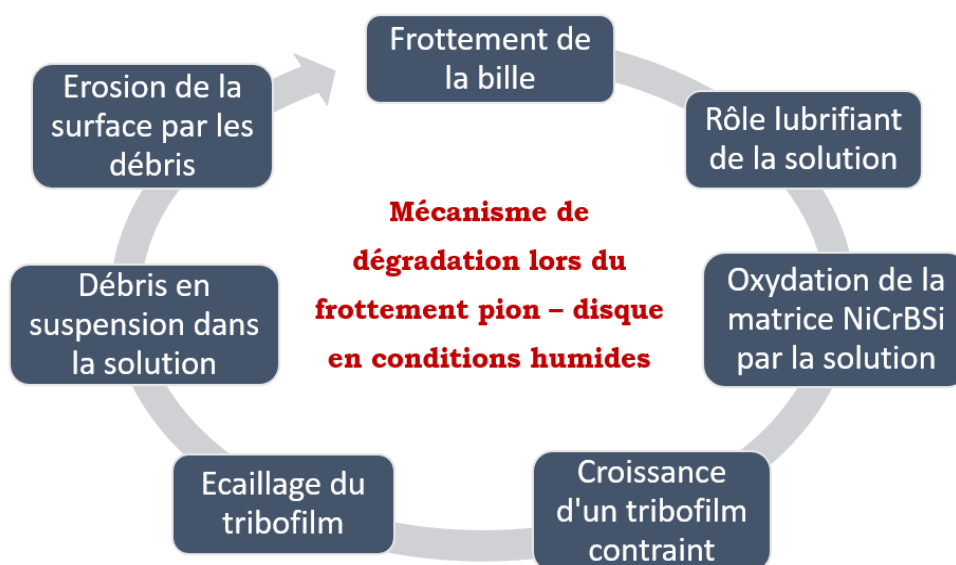 Frottement de
la bille
Rôle lubrifiant
de la solution
Oxydation de la
matrice NiCrBSi
par la solution
Croissance
d'un tribofilm
contraint
Ecaillage du
tribofilm
Débris en
suspension dans
la solution
Erosion de la
surface par les
débris
Mécanisme de
dégradation lors du
frottement pion – disque
en conditions humides